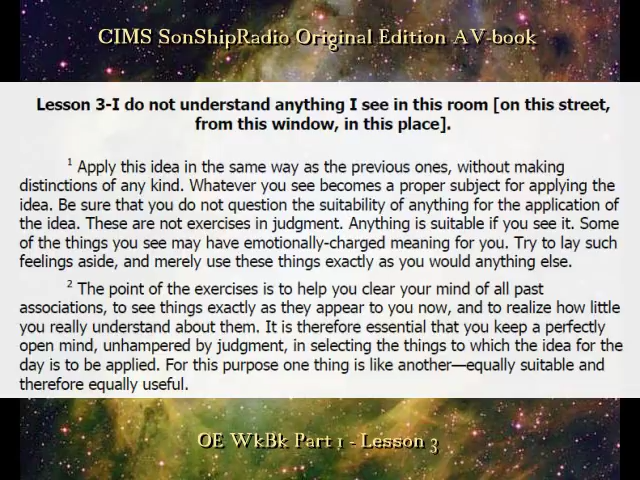 CIMS SonShipRadio Original Edition AV-book
Lesson 3-I do not understand anything I see in this room [on this street,
from this window, in this place].
1 Apply this idea in the same way as the previous ones, without making
distinctions of any kind. Whatever you see becomes a proper subject for applying the
idea. Be sure that you do not question the suitability of anything for the application of
the idea. These are not exercises in judgment. Anything is suitable if you see it. Some
of the things you see may have emotionally-charged meaning for you. Try to lay such
feelings aside, and merely use these things exactly as you would anything else.
2 The point of the exercises is to help you clear your mind of all past
associations, to see things exactly as they appear to you now, and to realize how little
you really understand about them. It is therefore essential that you keep a perfectly
open mind, unhampered by judgment, in selecting the things to which the idea for the
day is to be applied. For this purpose one thing is like another—equally suitable and
therefore equally useful.
OE WkBk Part 1 - Lesson 3